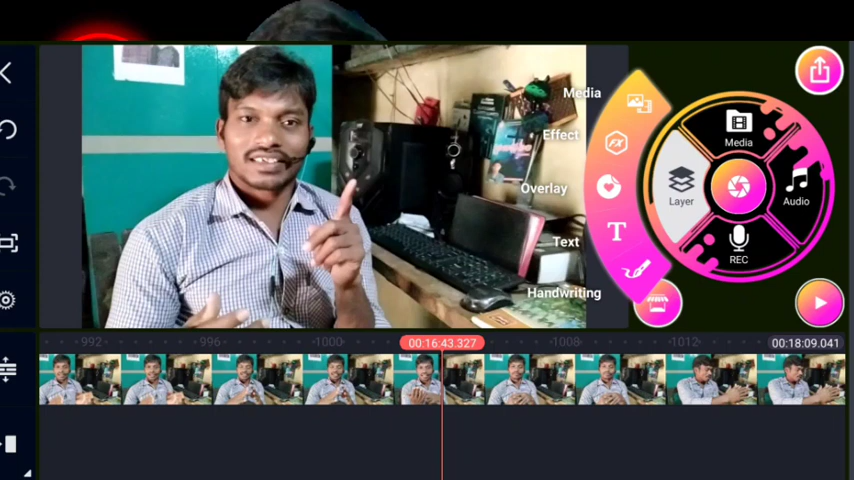 Media
Effect
Overlay
Text
Handwriting
FX
T
Media
Layer
Audio
REC
992
996
1000
00:16:43.327
1008
1012
00:18:09.041